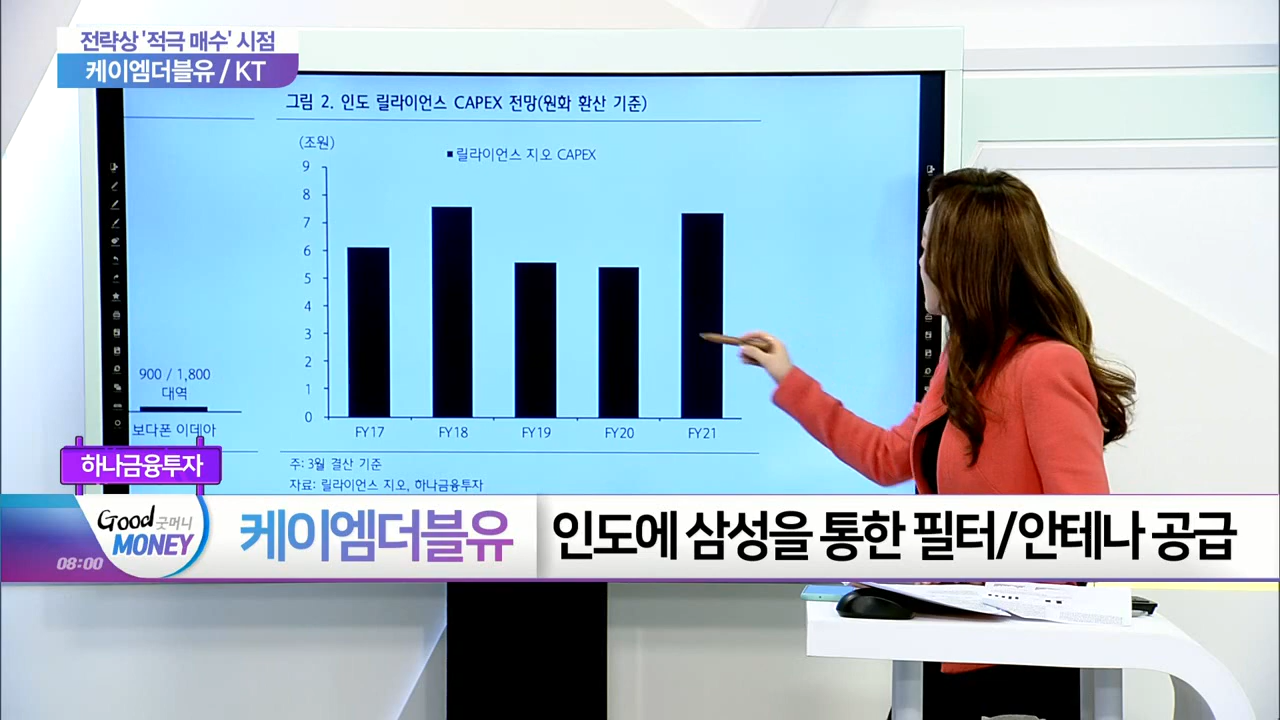 전략상 '적극 매수' 시점
케이엠더블유 / KT
그림 2. 인도 릴라이언스 CAPEX 전망(원화 환산 기준)
(조원)
■릴라이언스 지오 CAPEX
9
8
7
6
5
4
3
2
1
0
FY17 FY18 FY19 FY20 FY21
900 / 1,800
대역
보다폰 이데아
주: 3월 결산 기준
자료: 릴라이언스 지오, 하나금융투자
하나금융투자
Good 굿머니
MONEY
08:00
케이엠더블유
인도에 삼성을 통한 필터/안테나 공급